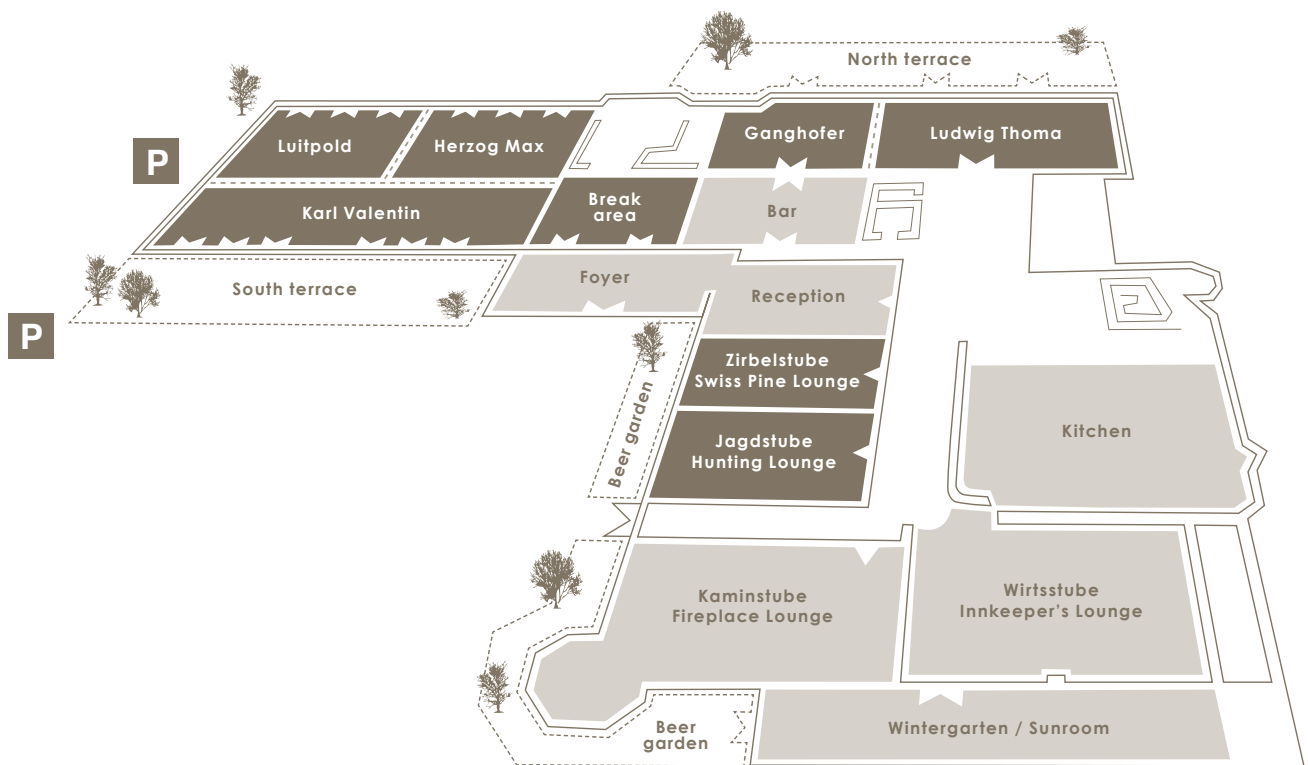 North terrace
Luitpold
Herzog Max
Ganghofer
Ludwig Thoma
P
Karl Valentin
Break
area
Bar
South terrace
Foyer
Reception
P
Zirbelstube
Swiss Pine Lounge
Beer garden
Jagdstube
Hunting Lounge
Kitchen
Kaminstube
Fireplace Lounge
Wirtsstube
Innkeeper's Lounge
Beer
garden
Wintergarten / Sunroom